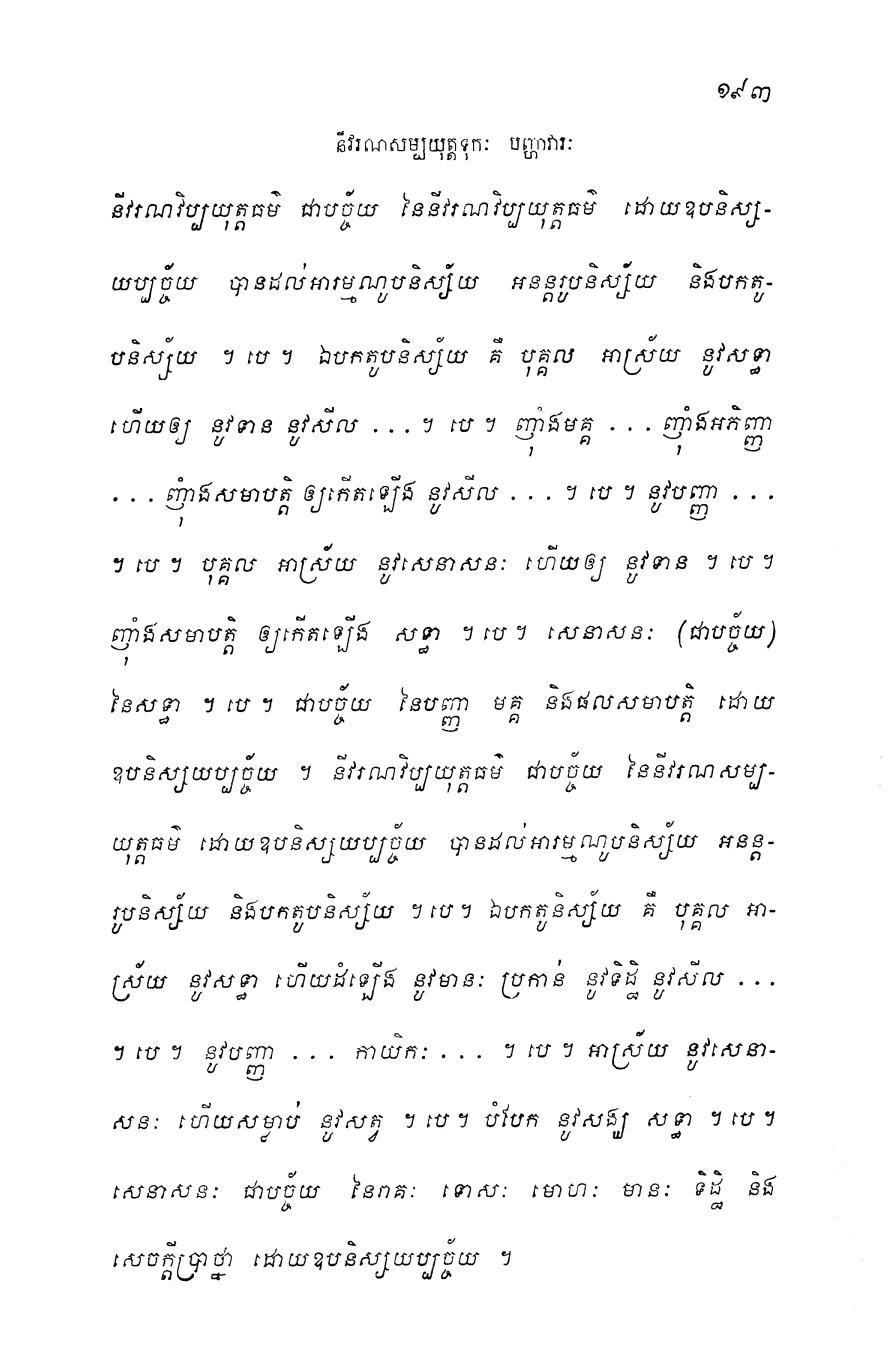 ១៩៣
នីវរណសម្បយុត្តទុកៈ បញ្ហាវារៈ
នីវរណវិប្បយុត្តធម៌ ជាបច្ច័យ នៃនីវរណវិប្បយុត្តធម៌ ដោយឧបនិស្ស-
យប្បច្ច័យ បានដល់អារម្មណូបនិស្ស័យ អនន្តរូបនិស្ស័យ និងបកតូ-
បនិស្ស័យ ។ បេ ។ ឯបកតូបនិស្ស័យ គឺ បុគ្គល អាស្រ័យ នូវសទ្ធា
ហើយឲ្យ នូវទាន នូវសីល ... ។ បេ ។ ញុំាងមគ្គ ... ញុំាងអភិញ្ញា
... ញុំាងសមាបត្តិ ឲ្យកើតឡើង នូវសីល ... ។ បេ ។ នូវបញ្ញា ...
។ បេ ។ បុគ្គល អាស្រ័យ នូវសេនាសនៈ ហើយឲ្យ នូវទាន ។ បេ ។
ញុំាងសមាបត្តិ ឲ្យកើតឡើង សទ្ធា ។ បេ ។ សេនាសនៈ (ជាបច្ច័យ)
នៃសទ្ធា ។ បេ ។ ជាបច្ច័យ នៃបញ្ញា មគ្គ និងផលសមាបត្តិ ដោយ
ឧបនិស្សយប្បច្ច័យ ។ នីវរណវិប្បយុត្តធម៌ ជាបច្ច័យ នៃនីវរណសម្ប-
យុត្តធម៌ ដោយឧបនិស្សយប្បច្ច័យ បានដល់អារម្មណូបនិស្ស័យ អនន្ត-
រូបនិស្ស័យ និងបកតូបនិស្ស័យ ។ បេ ។ ឯបកតូនិស្ស័យ គឺ បុគ្គល អា-
ស្រ័យ នូវសទ្ធា ហើយដំឡើង នូវមានៈ ប្រកាន់ នូវទិដ្ឋិ នូវសីល ...
។ បេ ។ នូវបញ្ញា ... កាយិកៈ ... ។ បេ ។ អាស្រ័យ នូវសេនា-
សនៈ ហើយសម្លាប់ នូវសត្វ ។ បេ ។ បំបែក នូវសង្ឃ សទ្ធា ។ បេ ។
សេនាសនៈ ជាបច្ច័យ នៃរាគៈ ទោសៈ មោហៈ មានៈ ទិដ្ឋិ និង
សេចក្តីប្រាថ្នា ដោយឧបនិស្សយប្បច្ច័យ ។